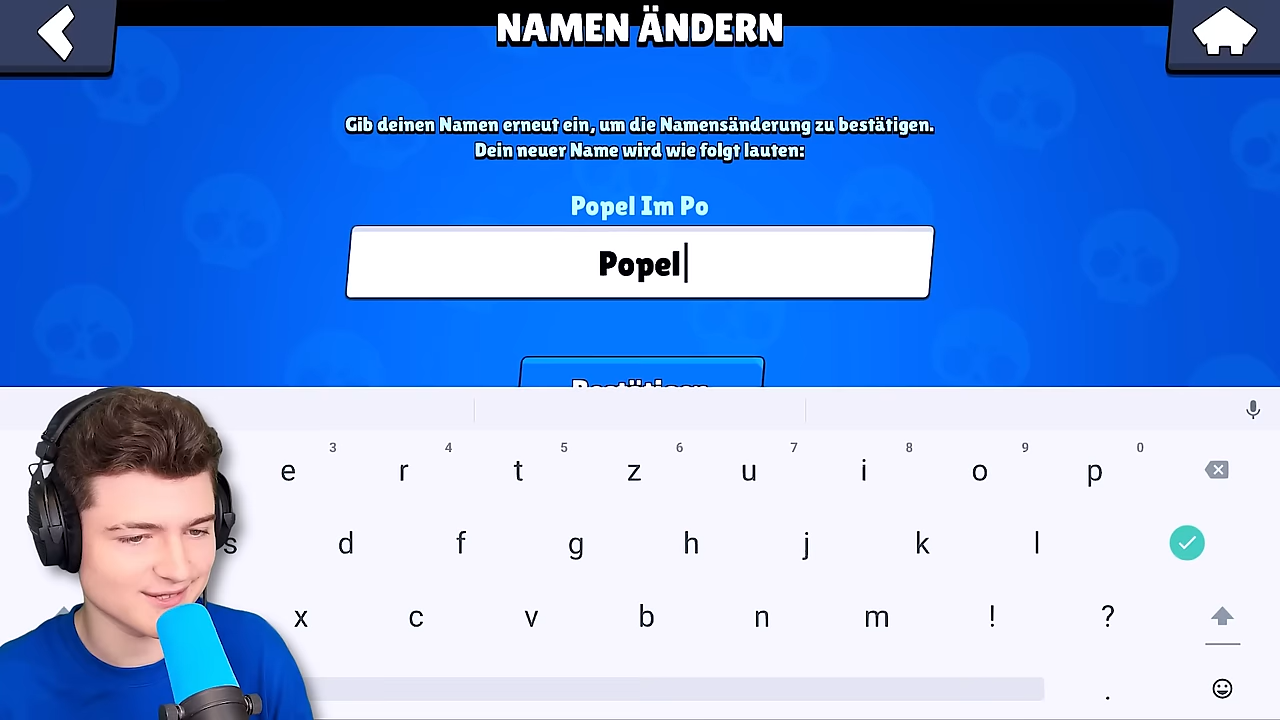 NAMEN ÄNDERN
Gib deinen Namen erneut ein, um die Namensänderung zu bestätigen.
Dein neuer Name wird wie folgt lauten:
Popel Im Po
Popel
Bestätigen
3 4 5 6 7 8 9 0
e r t z u i o p
s d f g h j k l
x c v b n m ! ?
.